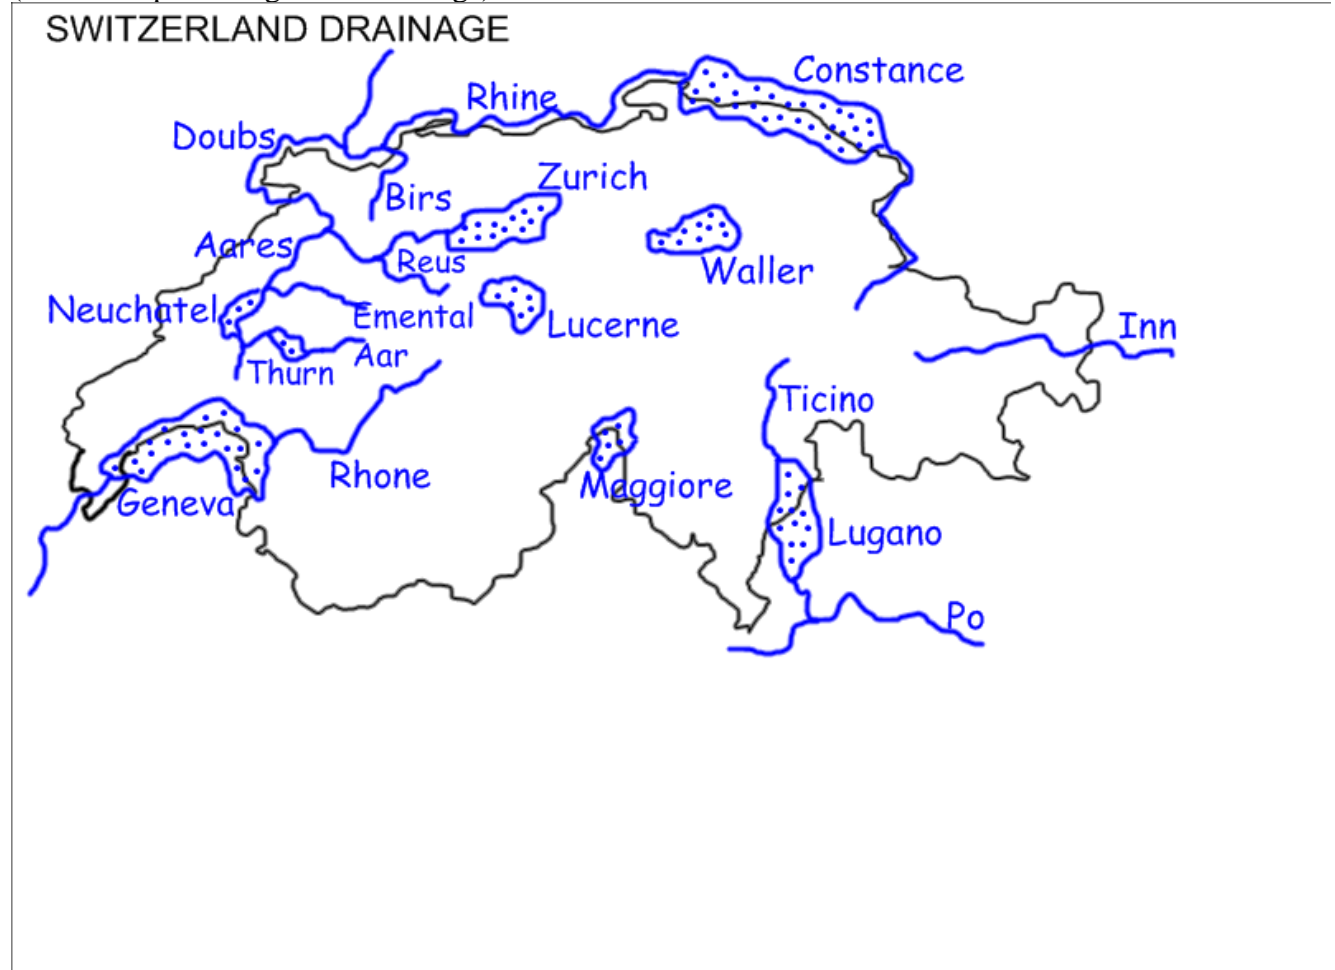 SWITZERLAND DRAINAGE
Constance
Rhine
Doubs
Zurich
Birs
Aares
Reus
Waller
Neuchatel
Emental
Lucerne
Inn
Aar
Thurn
Ticino
Rhone
Maggiore
Geneva
Lugano
Po